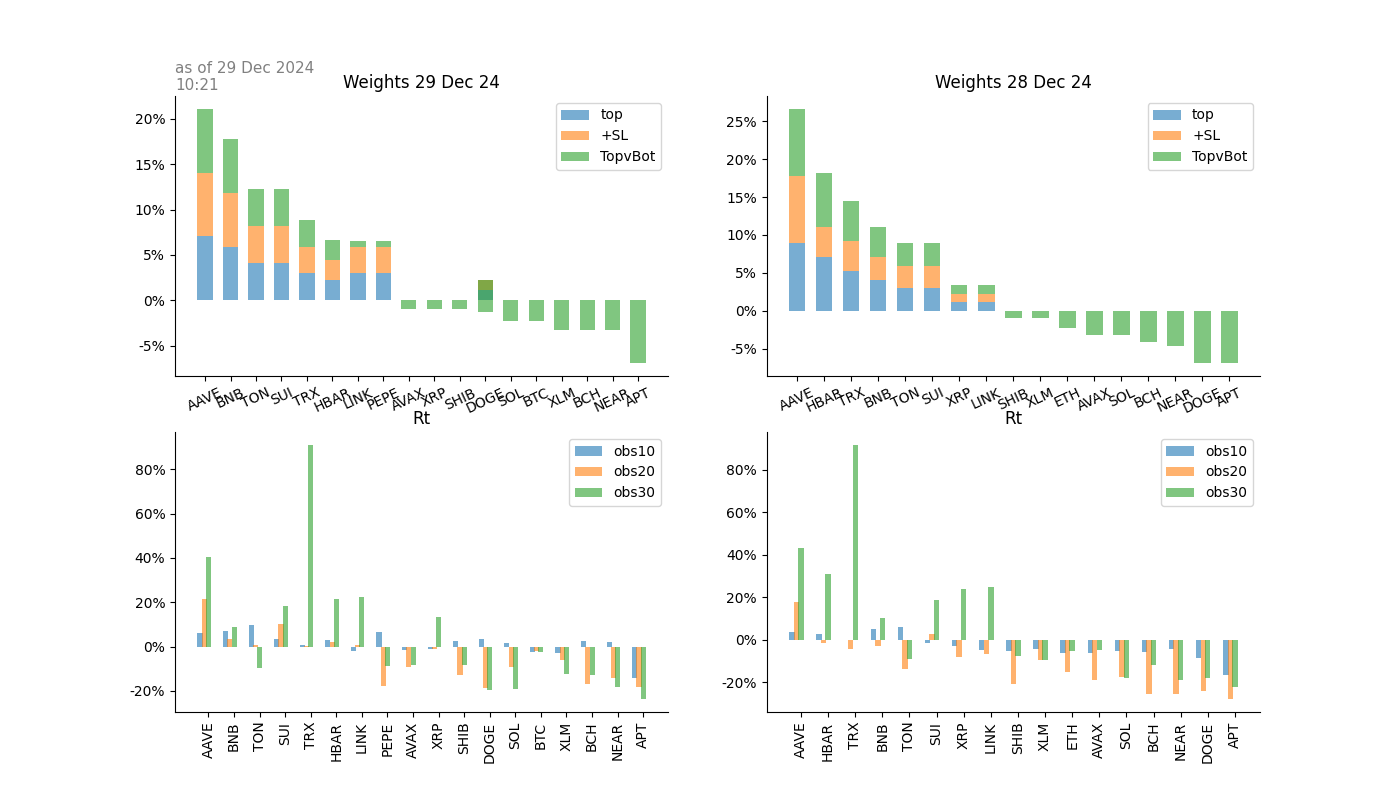 as of 29 Dec 2024
10:21
Weights 29 Dec 24
20%
15%
10%
5%
0%
-5%
top
+SL
TopvBot
AAVE BNB TON SUI TRX HBAR LINK PEPE AVAX XRP SHIB DOGE SOL BTC XLM BCH NEAR APT
Weights 28 Dec 24
25%
20%
15%
10%
5%
0%
-5%
top
+SL
TopvBot
AAVE HBAR TRX BNB TON SUI XRP LINK SHIB XLM ETH AVAX SOL BCH NEAR DOGE APT
Rt
80%
60%
40%
20%
0%
-20%
obs10
obs20
obs30
AAVE BNB TON SUI TRX HBAR LINK PEPE AVAX XRP SHIB DOGE SOL BTC XLM BCH NEAR APT
Rt
80%
60%
40%
20%
0%
-20%
obs10
obs20
obs30
AAVE HBAR TRX BNB TON SUI XRP LINK SHIB XLM ETH AVAX SOL BCH NEAR DOGE APT